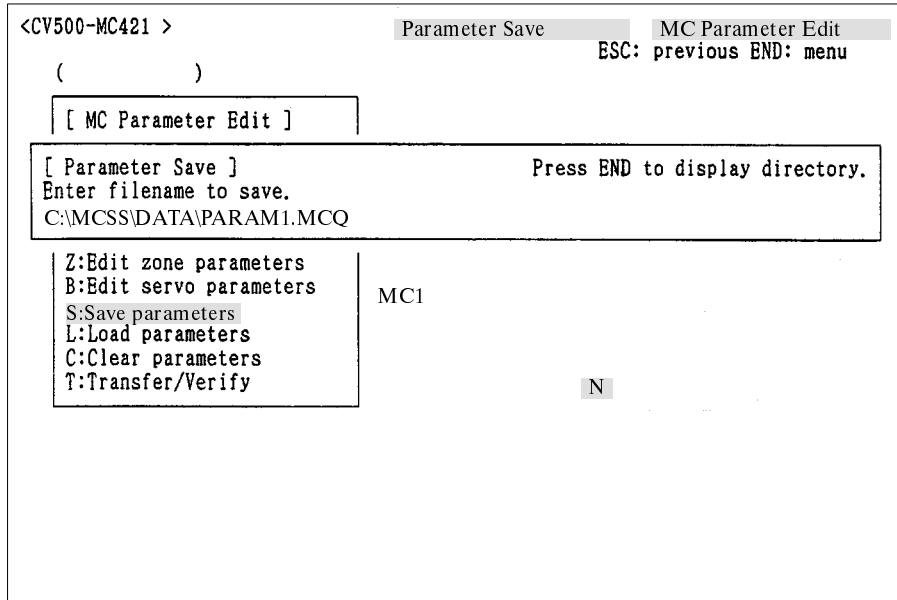 <CV500-MC421 > Parameter Save MC Parameter Edit
ESC: previous END: menu
( )
[ MC Parameter Edit ]
[ Parameter Save ] Press END to display directory.
Enter filename to save.
C:\MCSS\DATA\PARAM1.MCQ
Z:Edit zone parameters
B:Edit servo parameters
MC1
S:Save parameters
L:Load parameters
C:Clear parameters
T:Transfer/Verify
N